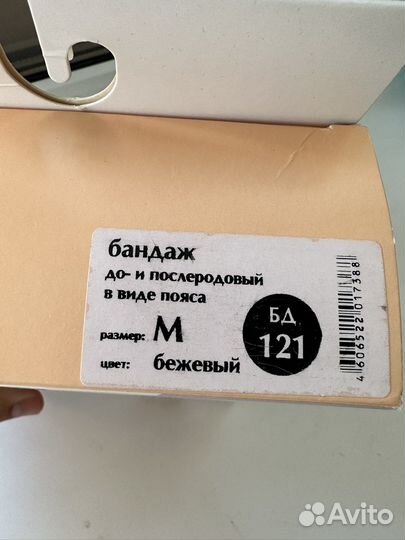 бандаж
до- и послеродовый
в виде пояса
размер: M
цвет: бежевый
БД
121
4606522017388
Avito